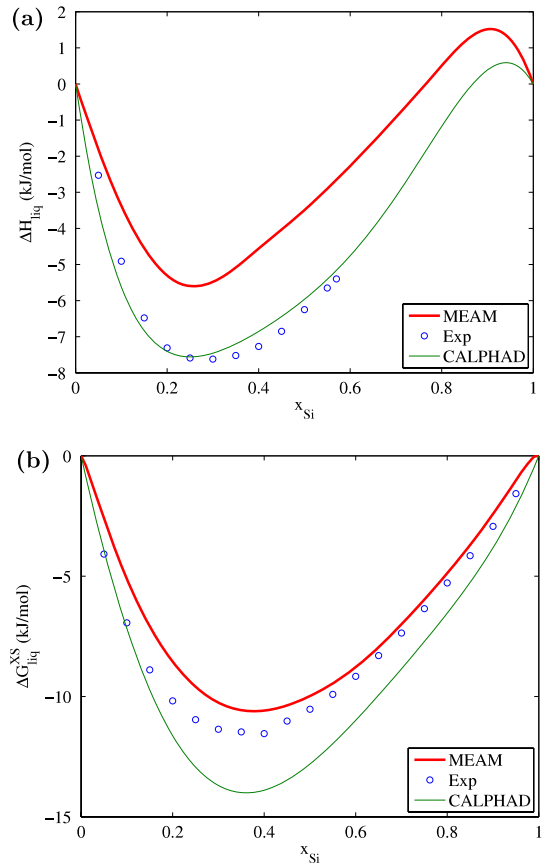 (a)
2
1
0
−1
−2
−3
−4
−5
−6
−7
−8
ΔH_liq (kJ/mol)
0 0.2 0.4 0.6 0.8 1
x_Si
MEAM
Exp
CALPHAD
(b)
0
−5
−10
−15
ΔG^XS_liq (kJ/mol)
0 0.2 0.4 0.6 0.8 1
x_Si
MEAM
Exp
CALPHAD